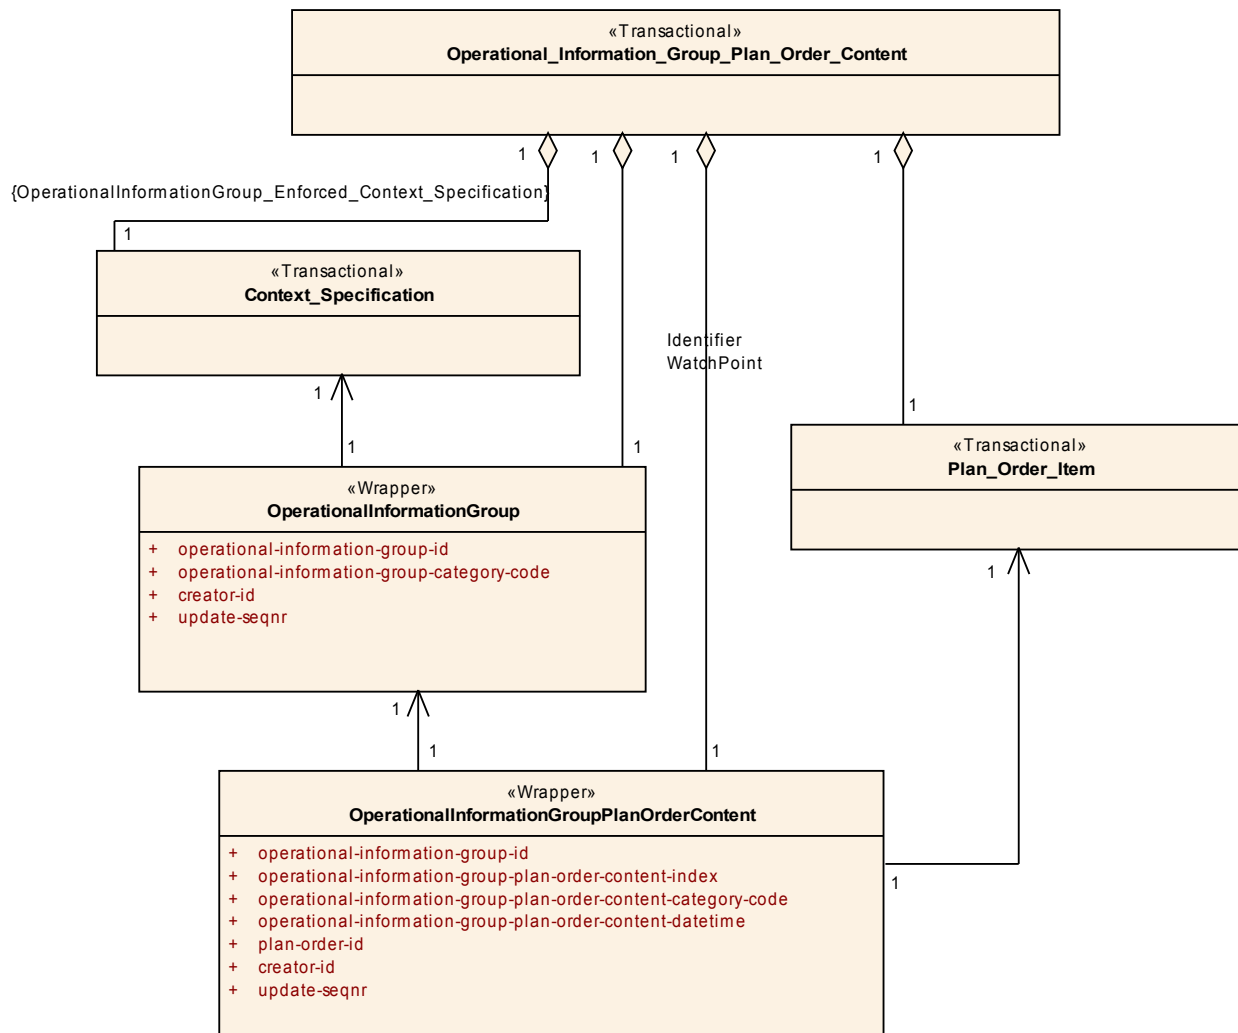 «Transactional»
Operational_Information_Group_Plan_Order_Content
1 1 1 1
{OperationalInformationGroup_Enforced_Context_Specification}
1
«Transactional»
Context_Specification
Identifier
WatchPoint
1
1
1
1
«Transactional»
Plan_Order_Item
«Wrapper»
OperationalInformationGroup
+ operational-information-group-id
+ operational-information-group-category-code
+ creator-id
+ update-seqnr
1
1
1
1
«Wrapper»
OperationalInformationGroupPlanOrderContent
+ operational-information-group-id
+ operational-information-group-plan-order-content-index
+ operational-information-group-plan-order-content-category-code
+ operational-information-group-plan-order-content-datetime
+ plan-order-id
+ creator-id
+ update-seqnr
1